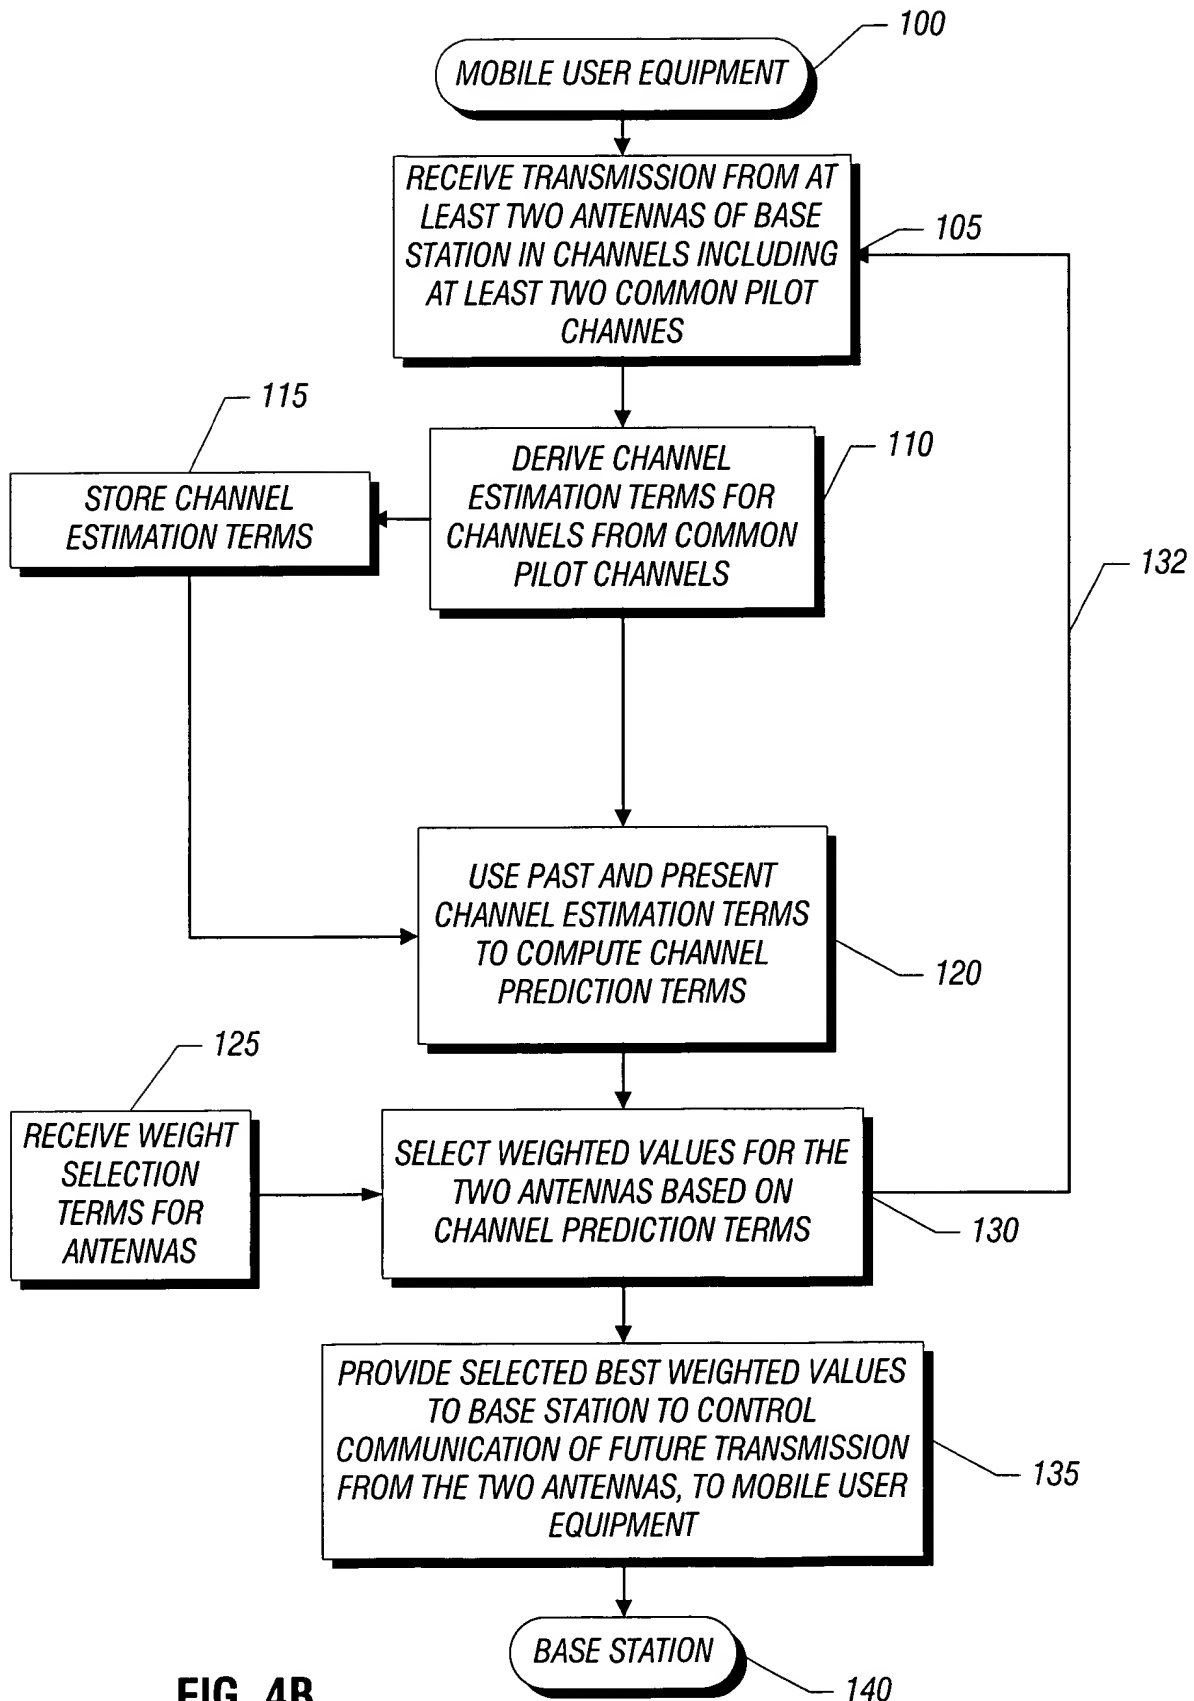 100
MOBILE USER EQUIPMENT
RECEIVE TRANSMISSION FROM AT
LEAST TWO ANTENNAS OF BASE
STATION IN CHANNELS INCLUDING
AT LEAST TWO COMMON PILOT
CHANNES
105
115
STORE CHANNEL
ESTIMATION TERMS
DERIVE CHANNEL
ESTIMATION TERMS FOR
CHANNELS FROM COMMON
PILOT CHANNELS
110
132
USE PAST AND PRESENT
CHANNEL ESTIMATION TERMS
TO COMPUTE CHANNEL
PREDICTION TERMS
120
125
RECEIVE WEIGHT
SELECTION
TERMS FOR
ANTENNAS
SELECT WEIGHTED VALUES FOR THE
TWO ANTENNAS BASED ON
CHANNEL PREDICTION TERMS
130
PROVIDE SELECTED BEST WEIGHTED VALUES
TO BASE STATION TO CONTROL
COMMUNICATION OF FUTURE TRANSMISSION
FROM THE TWO ANTENNAS, TO MOBILE USER
EQUIPMENT
135
BASE STATION
140
FIG. 4B